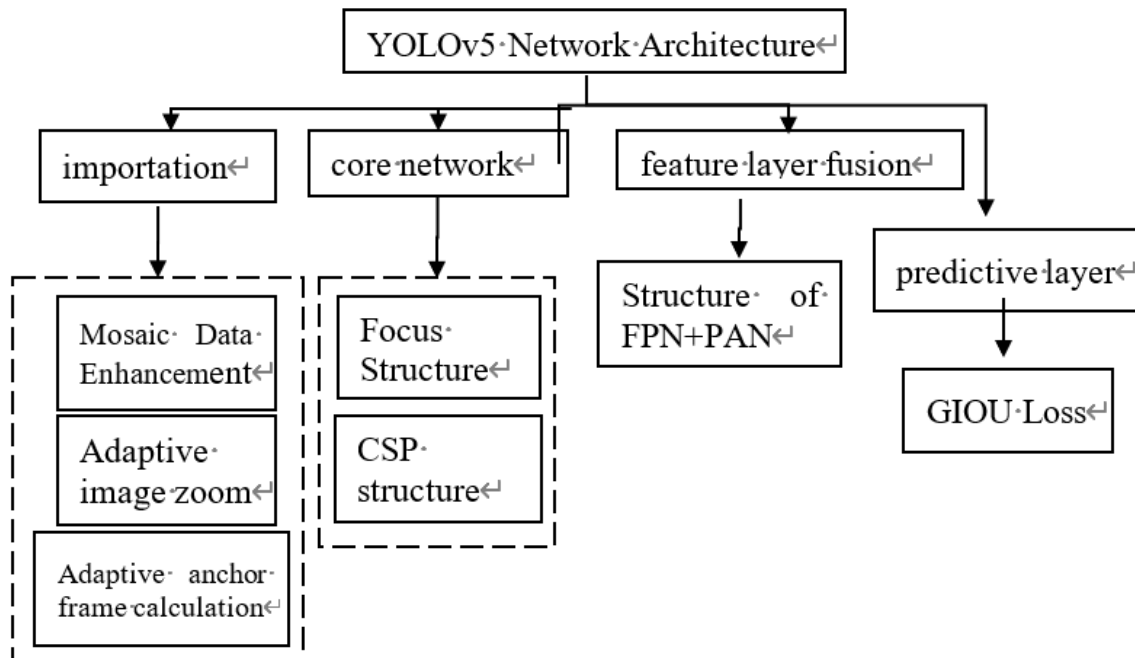 YOLOv5 Network Architecture
importation
core network
feature layer fusion
predictive layer
Mosaic Data
Enhancement
Adaptive
image zoom
Adaptive anchor
frame calculation
Focus
Structure
CSP
structure
Structure of
FPN+PAN
GIOU Loss